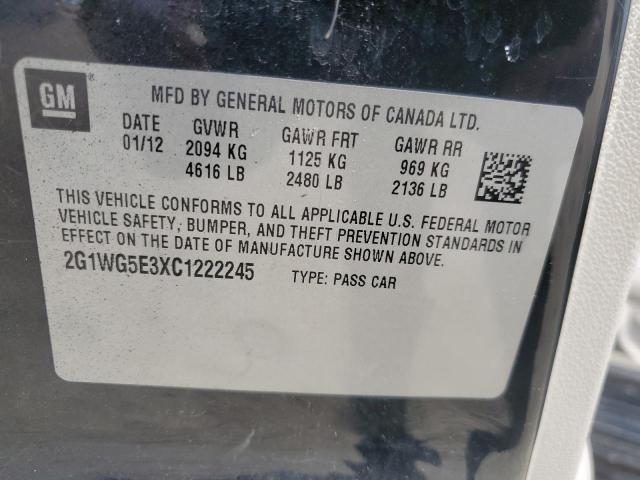 GM
®
MFD BY GENERAL MOTORS OF CANADA LTD.
DATE GVWR GAWR FRT GAWR RR
01/12 2094 KG 1125 KG 969 KG
4616 LB 2480 LB 2136 LB
THIS VEHICLE CONFORMS TO ALL APPLICABLE U.S. FEDERAL MOTOR
VEHICLE SAFETY, BUMPER, AND THEFT PREVENTION STANDARDS IN
EFFECT ON THE DATE OF MANUFACTURE SHOWN ABOVE.
2G1WG5E3XC1222245 TYPE: PASS CAR